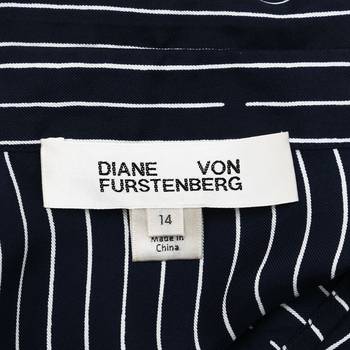 DIANE VON
FURSTENBERG
14
Made in
China